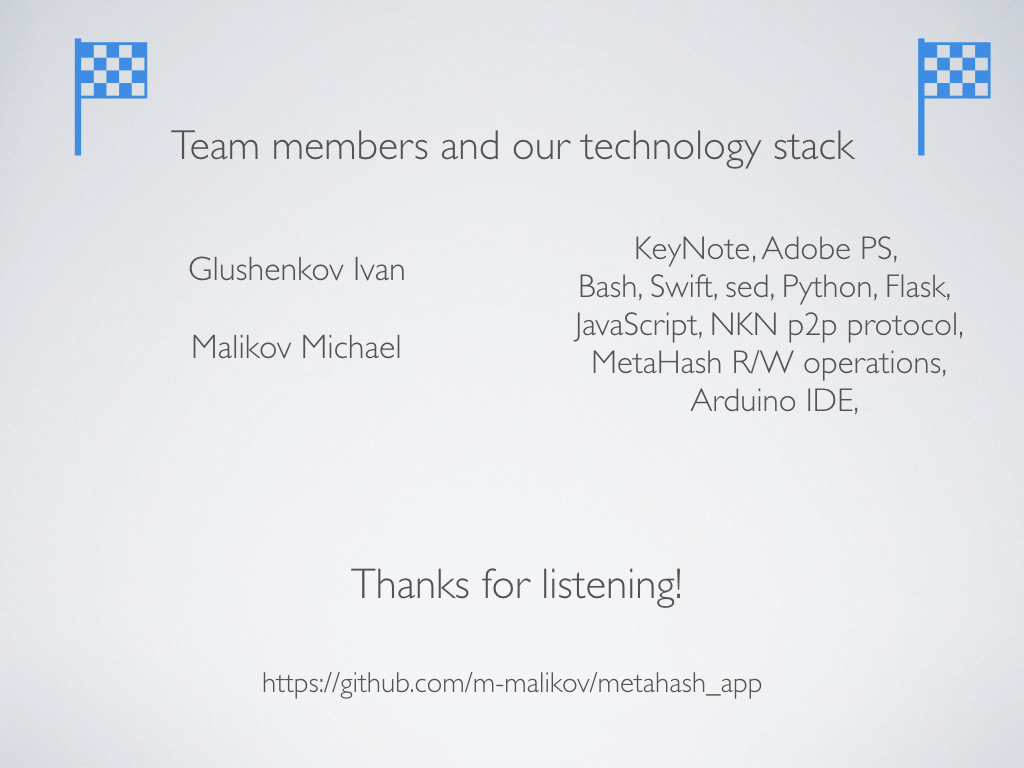 Team members and our technology stack
Glushenkov Ivan
Malikov Michael
KeyNote, Adobe PS,
Bash, Swift, sed, Python, Flask,
JavaScript, NKN p2p protocol,
MetaHash R/W operations,
Arduino IDE,
Thanks for listening!
https://github.com/m-malikov/metahash_app